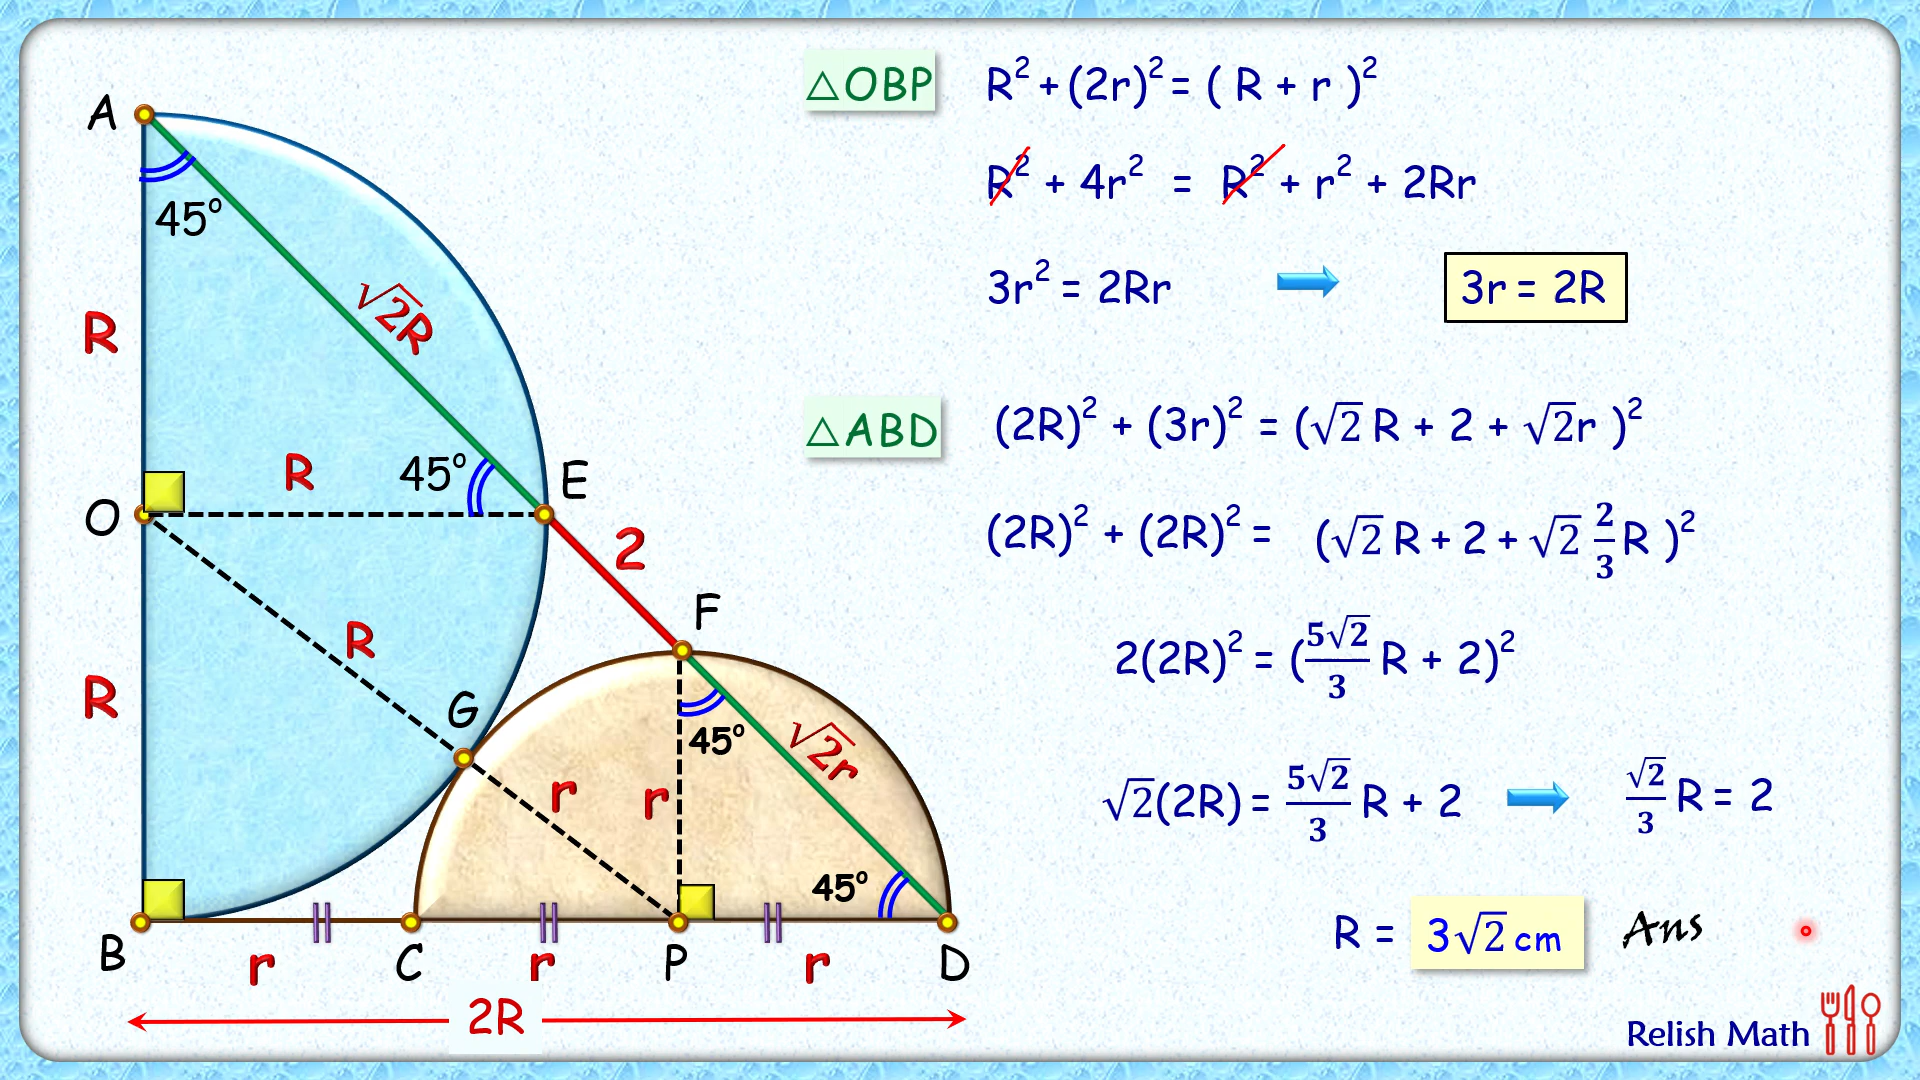 A
45°
√2R
R
O
R
45°
E
2
R
R
G
F
45°
√2r
r
r
45°
B
r
C
r
P
r
D
2R
△OBP
R² + (2r)² = ( R + r )²
R² + 4r² = R² + r² + 2Rr
3r² = 2Rr
3r = 2R
△ABD
(2R)² + (3r)² = (√2 R + 2 + √2r )²
(2R)² + (2R)² = (√2 R + 2 + √2 2/3 R )²
2(2R)² = (5√2/3 R + 2)²
√2(2R) = 5√2/3 R + 2
√2/3 R = 2
R = 3√2 cm Ans
Relish Math